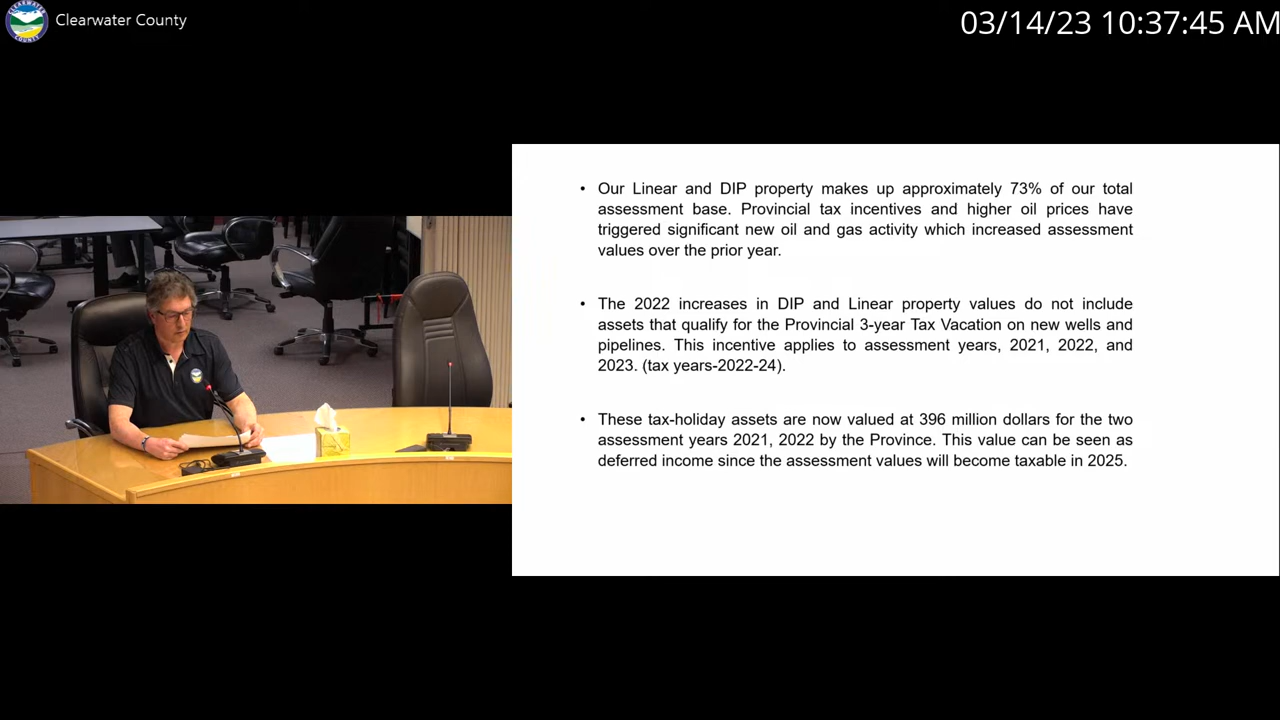 Clearwater County
03/14/23 10:37:45 AM
• Our Linear and DIP property makes up approximately 73% of our total
assessment base. Provincial tax incentives and higher oil prices have
triggered significant new oil and gas activity which increased assessment
values over the prior year.
• The 2022 increases in DIP and Linear property values do not include
assets that qualify for the Provincial 3-year Tax Vacation on new wells and
pipelines. This incentive applies to assessment years, 2021, 2022, and
2023. (tax years-2022-24).
• These tax-holiday assets are now valued at 396 million dollars for the two
assessment years 2021, 2022 by the Province. This value can be seen as
deferred income since the assessment values will become taxable in 2025.